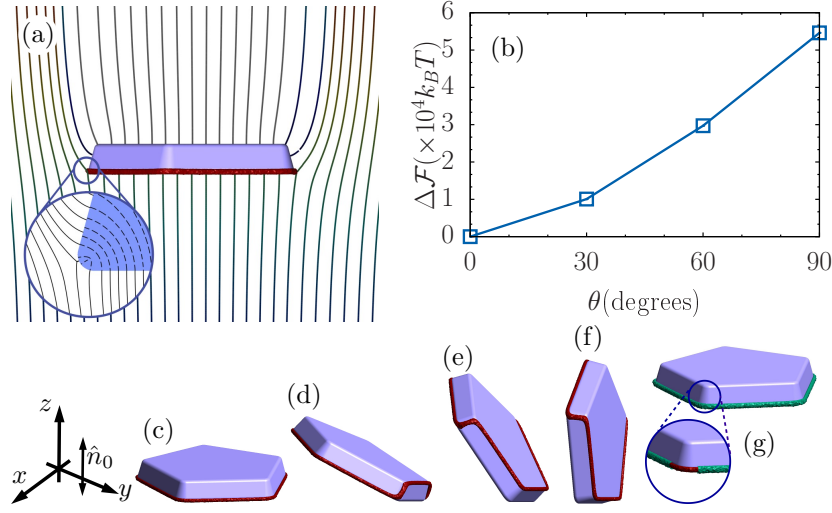 (a)
(b)
ΔF(×10⁴k_BT)
6
5
4
3
2
1
0
0 30 60 90
θ(degrees)
(c)
(d)
(e)
(f)
(g)
z
n̂₀
x
y